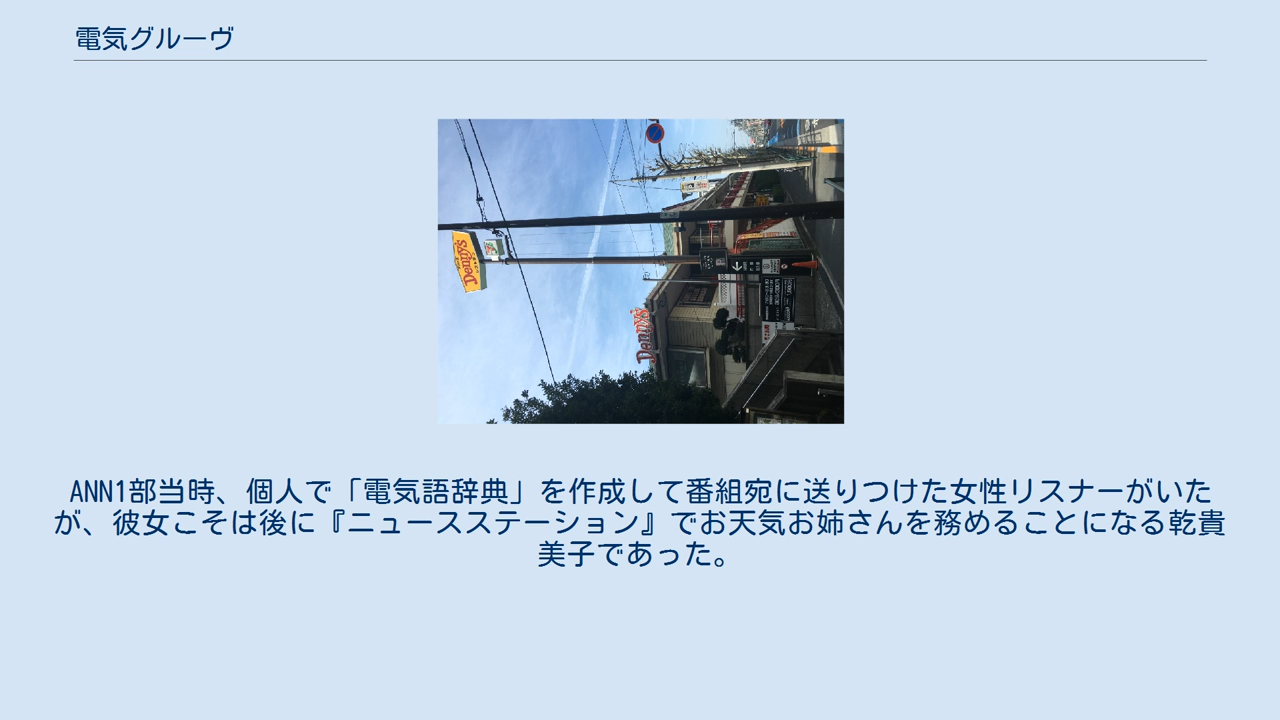 電気グルーヴ
Denny's
Denny's
ANN1部当時、個人で「電気語辞典」を作成して番組宛に送りつけた女性リスナーがいた
が、彼女こそは後に『ニュースステーション』でお天気お姉さんを務めることになる乾貴
美子であった。